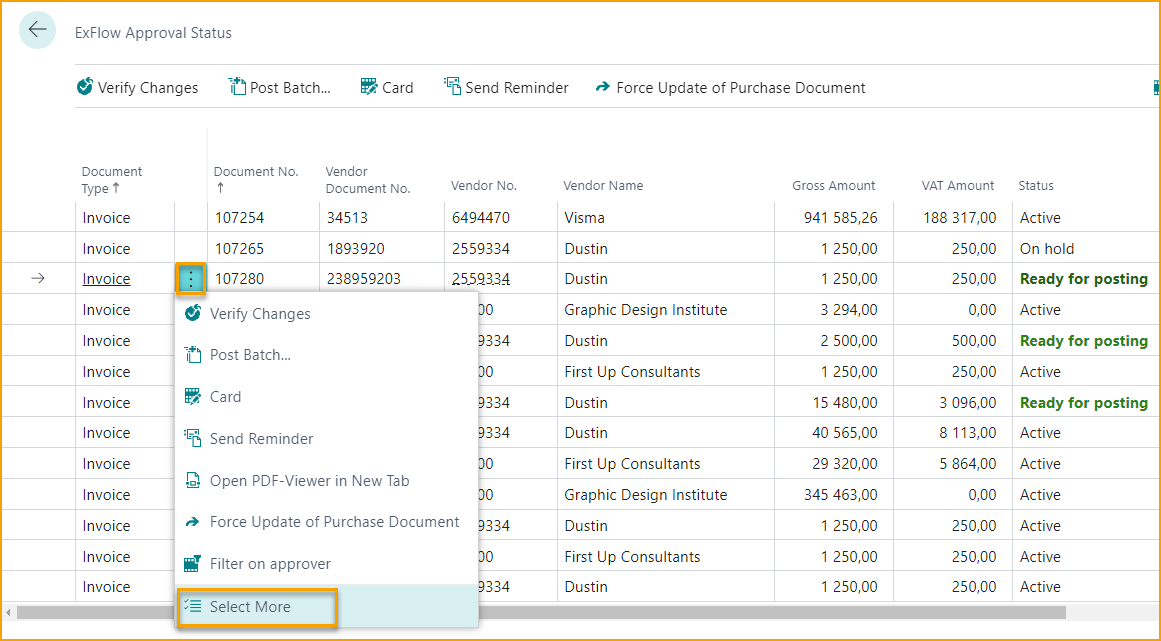 ExFlow Approval Status
Verify Changes Post Batch... Card Send Reminder Force Update of Purchase Document
Document Type ↑ Document No. ↑ Vendor Document No. Vendor No. Vendor Name Gross Amount VAT Amount Status
Invoice 107254 34513 6494470 Visma 941 585,26 188 317,00 Active
Invoice 107265 1893920 2559334 Dustin 1 250,00 250,00 On hold
Invoice 107280 238959203 2559334 Dustin 1 250,00 250,00 Ready for posting
Invoice 00 Graphic Design Institute 3 294,00 0,00 Active
Invoice 9334 Dustin 2 500,00 500,00 Ready for posting
Invoice 00 First Up Consultants 1 250,00 250,00 Active
Invoice 9334 Dustin 15 480,00 3 096,00 Ready for posting
Invoice 9334 Dustin 40 565,00 8 113,00 Active
Invoice 00 First Up Consultants 29 320,00 5 864,00 Active
Invoice 00 Graphic Design Institute 345 463,00 0,00 Active
Invoice 9334 Dustin 1 250,00 250,00 Active
Invoice 00 First Up Consultants 1 250,00 250,00 Active
Invoice 9334 Dustin 1 250,00 250,00 Active
Verify Changes
Post Batch...
Card
Send Reminder
Open PDF-Viewer in New Tab
Force Update of Purchase Document
Filter on approver
Select More